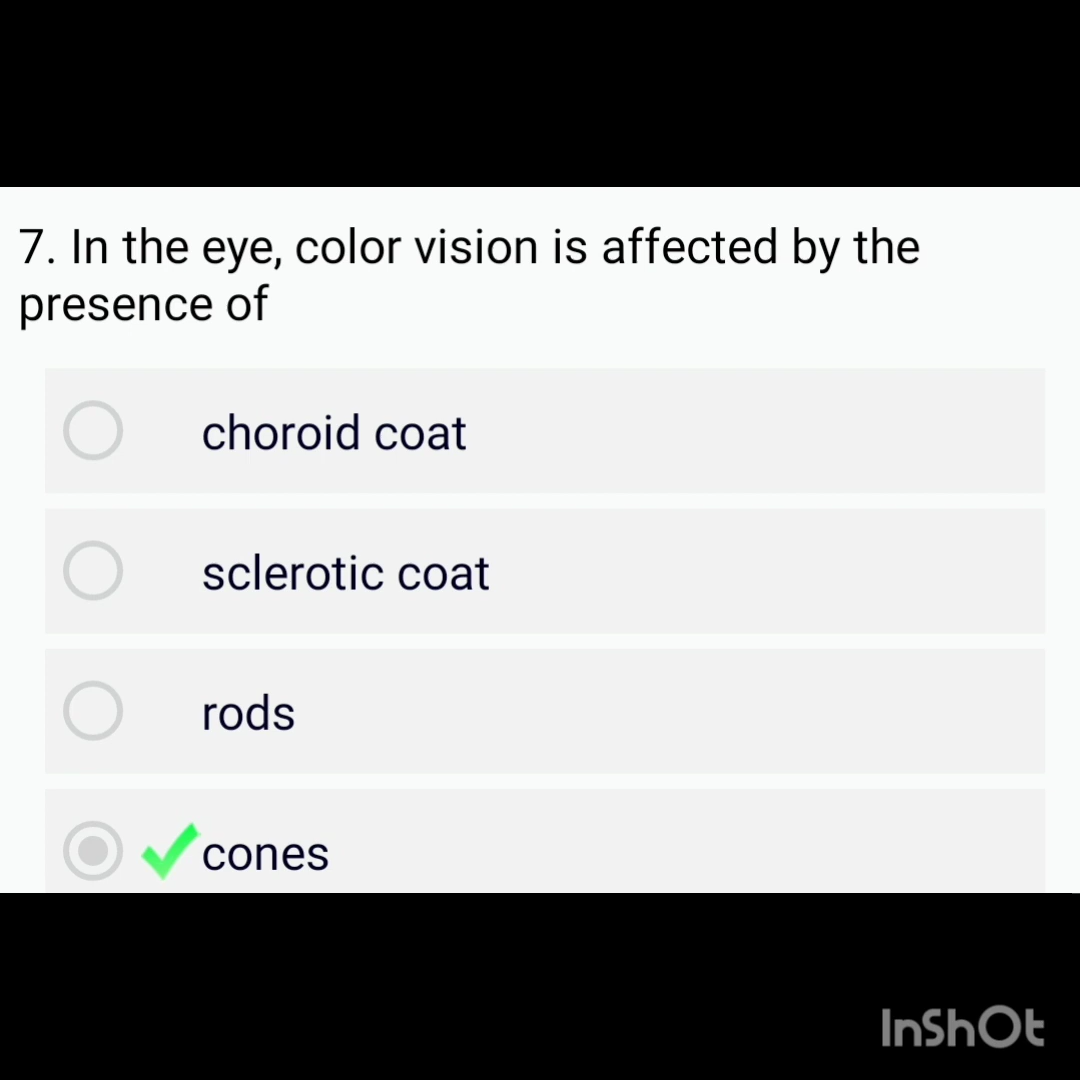 7. In the eye, color vision is affected by the
presence of
choroid coat
sclerotic coat
rods
cones
InShOt